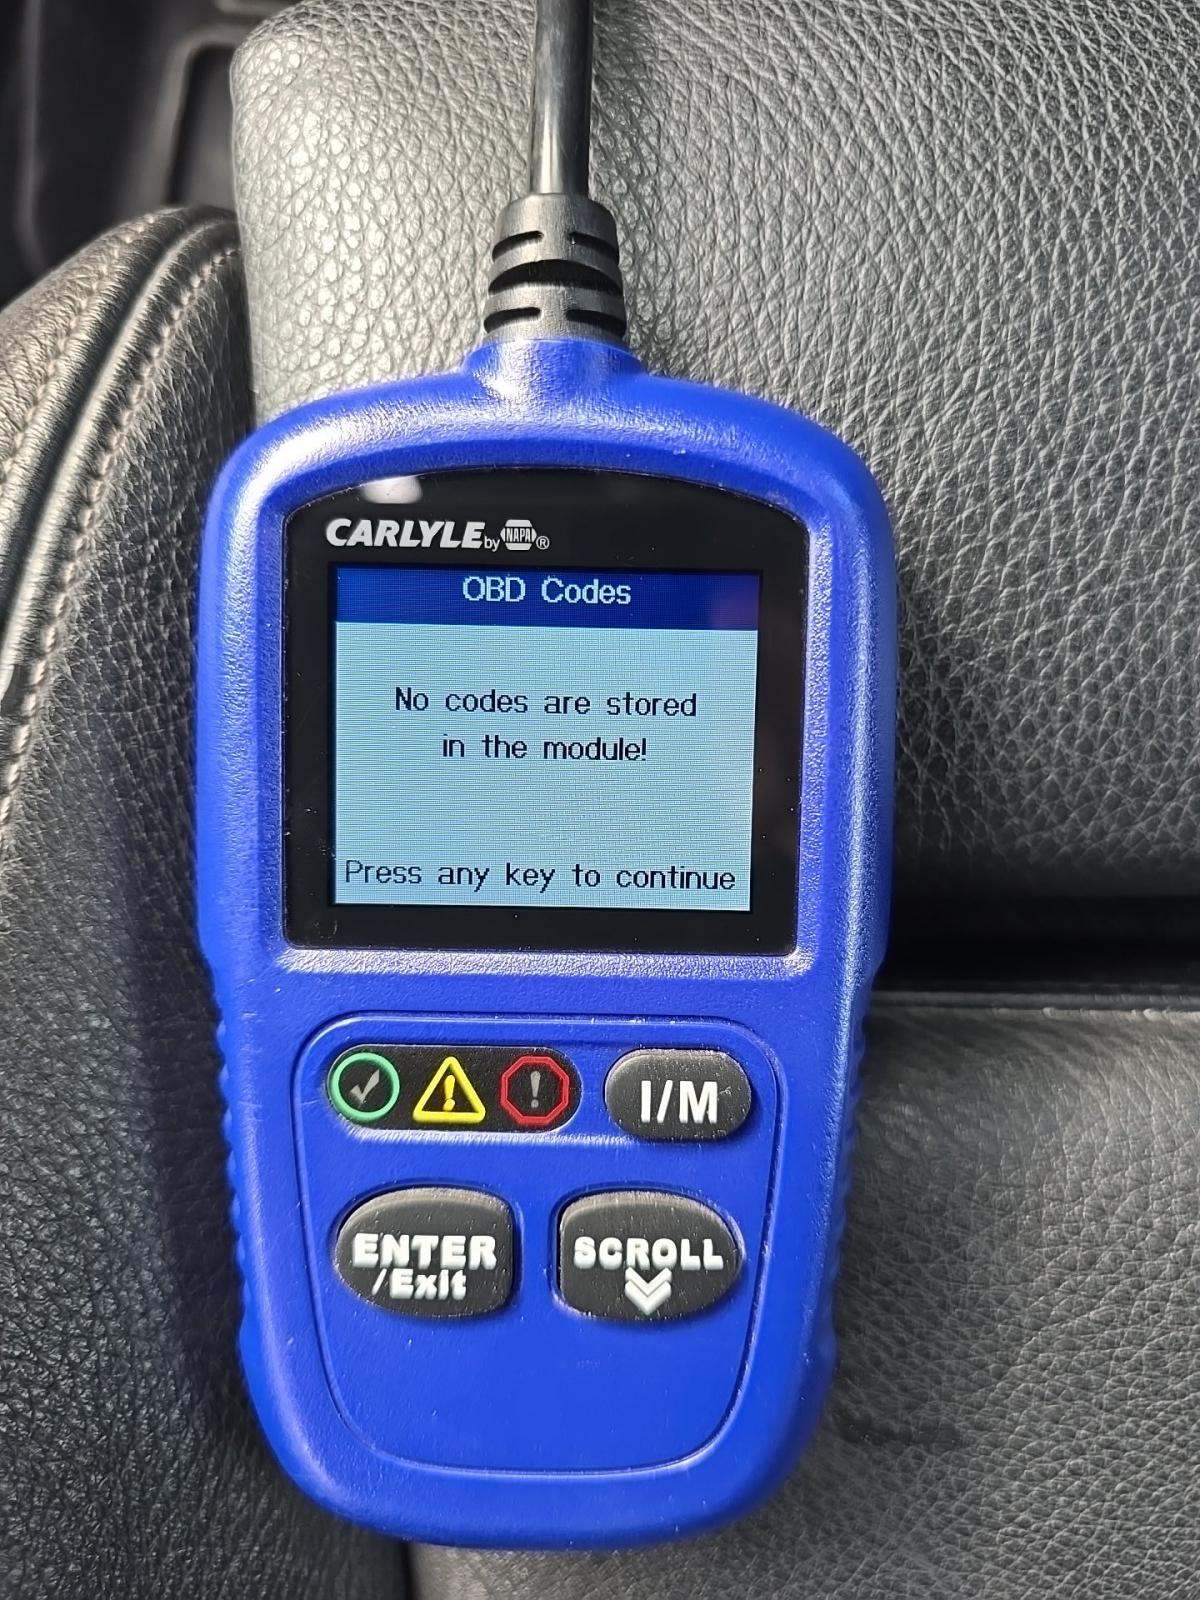 CARLYLE by NAPA ®
OBD Codes
No codes are stored
in the module!
Press any key to continue
! !
I/M
ENTER
/Exit
SCROLL